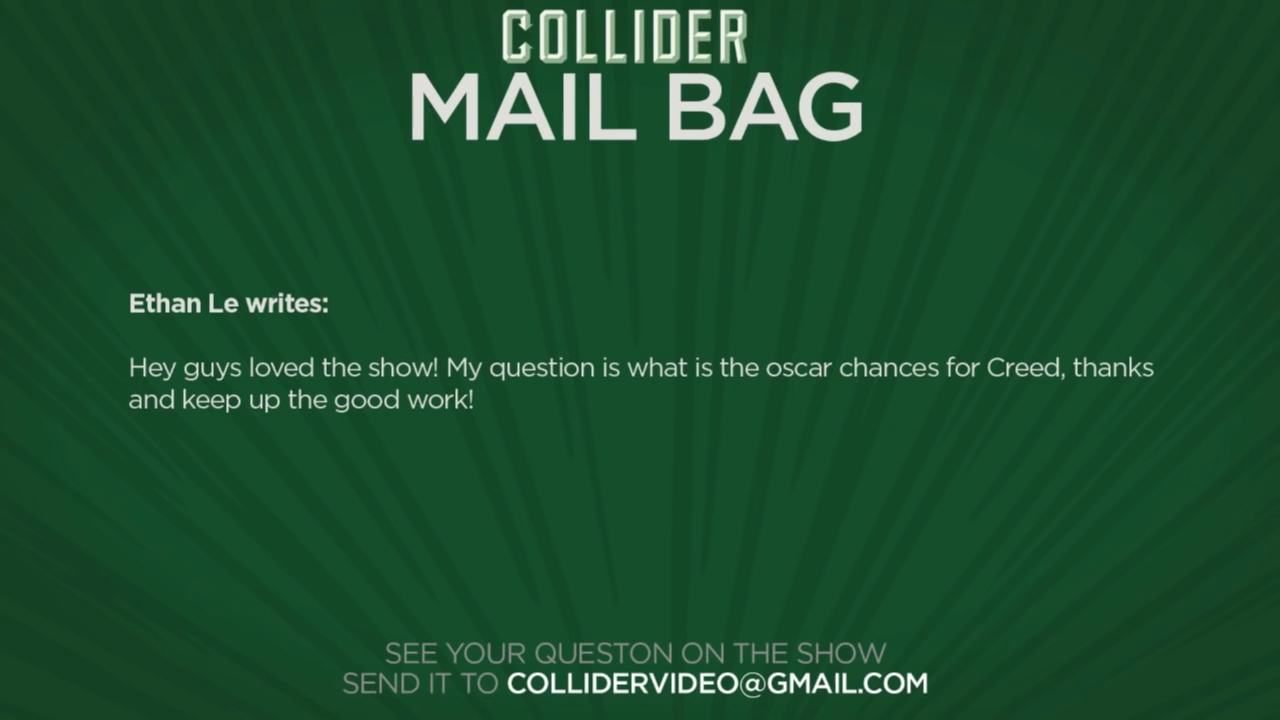 COLLIDER
MAIL BAG
Ethan Le writes:
Hey guys loved the show! My question is what is the oscar chances for Creed, thanks
and keep up the good work!
SEE YOUR QUESTON ON THE SHOW
SEND IT TO COLLIDERVIDEO@GMAIL.COM